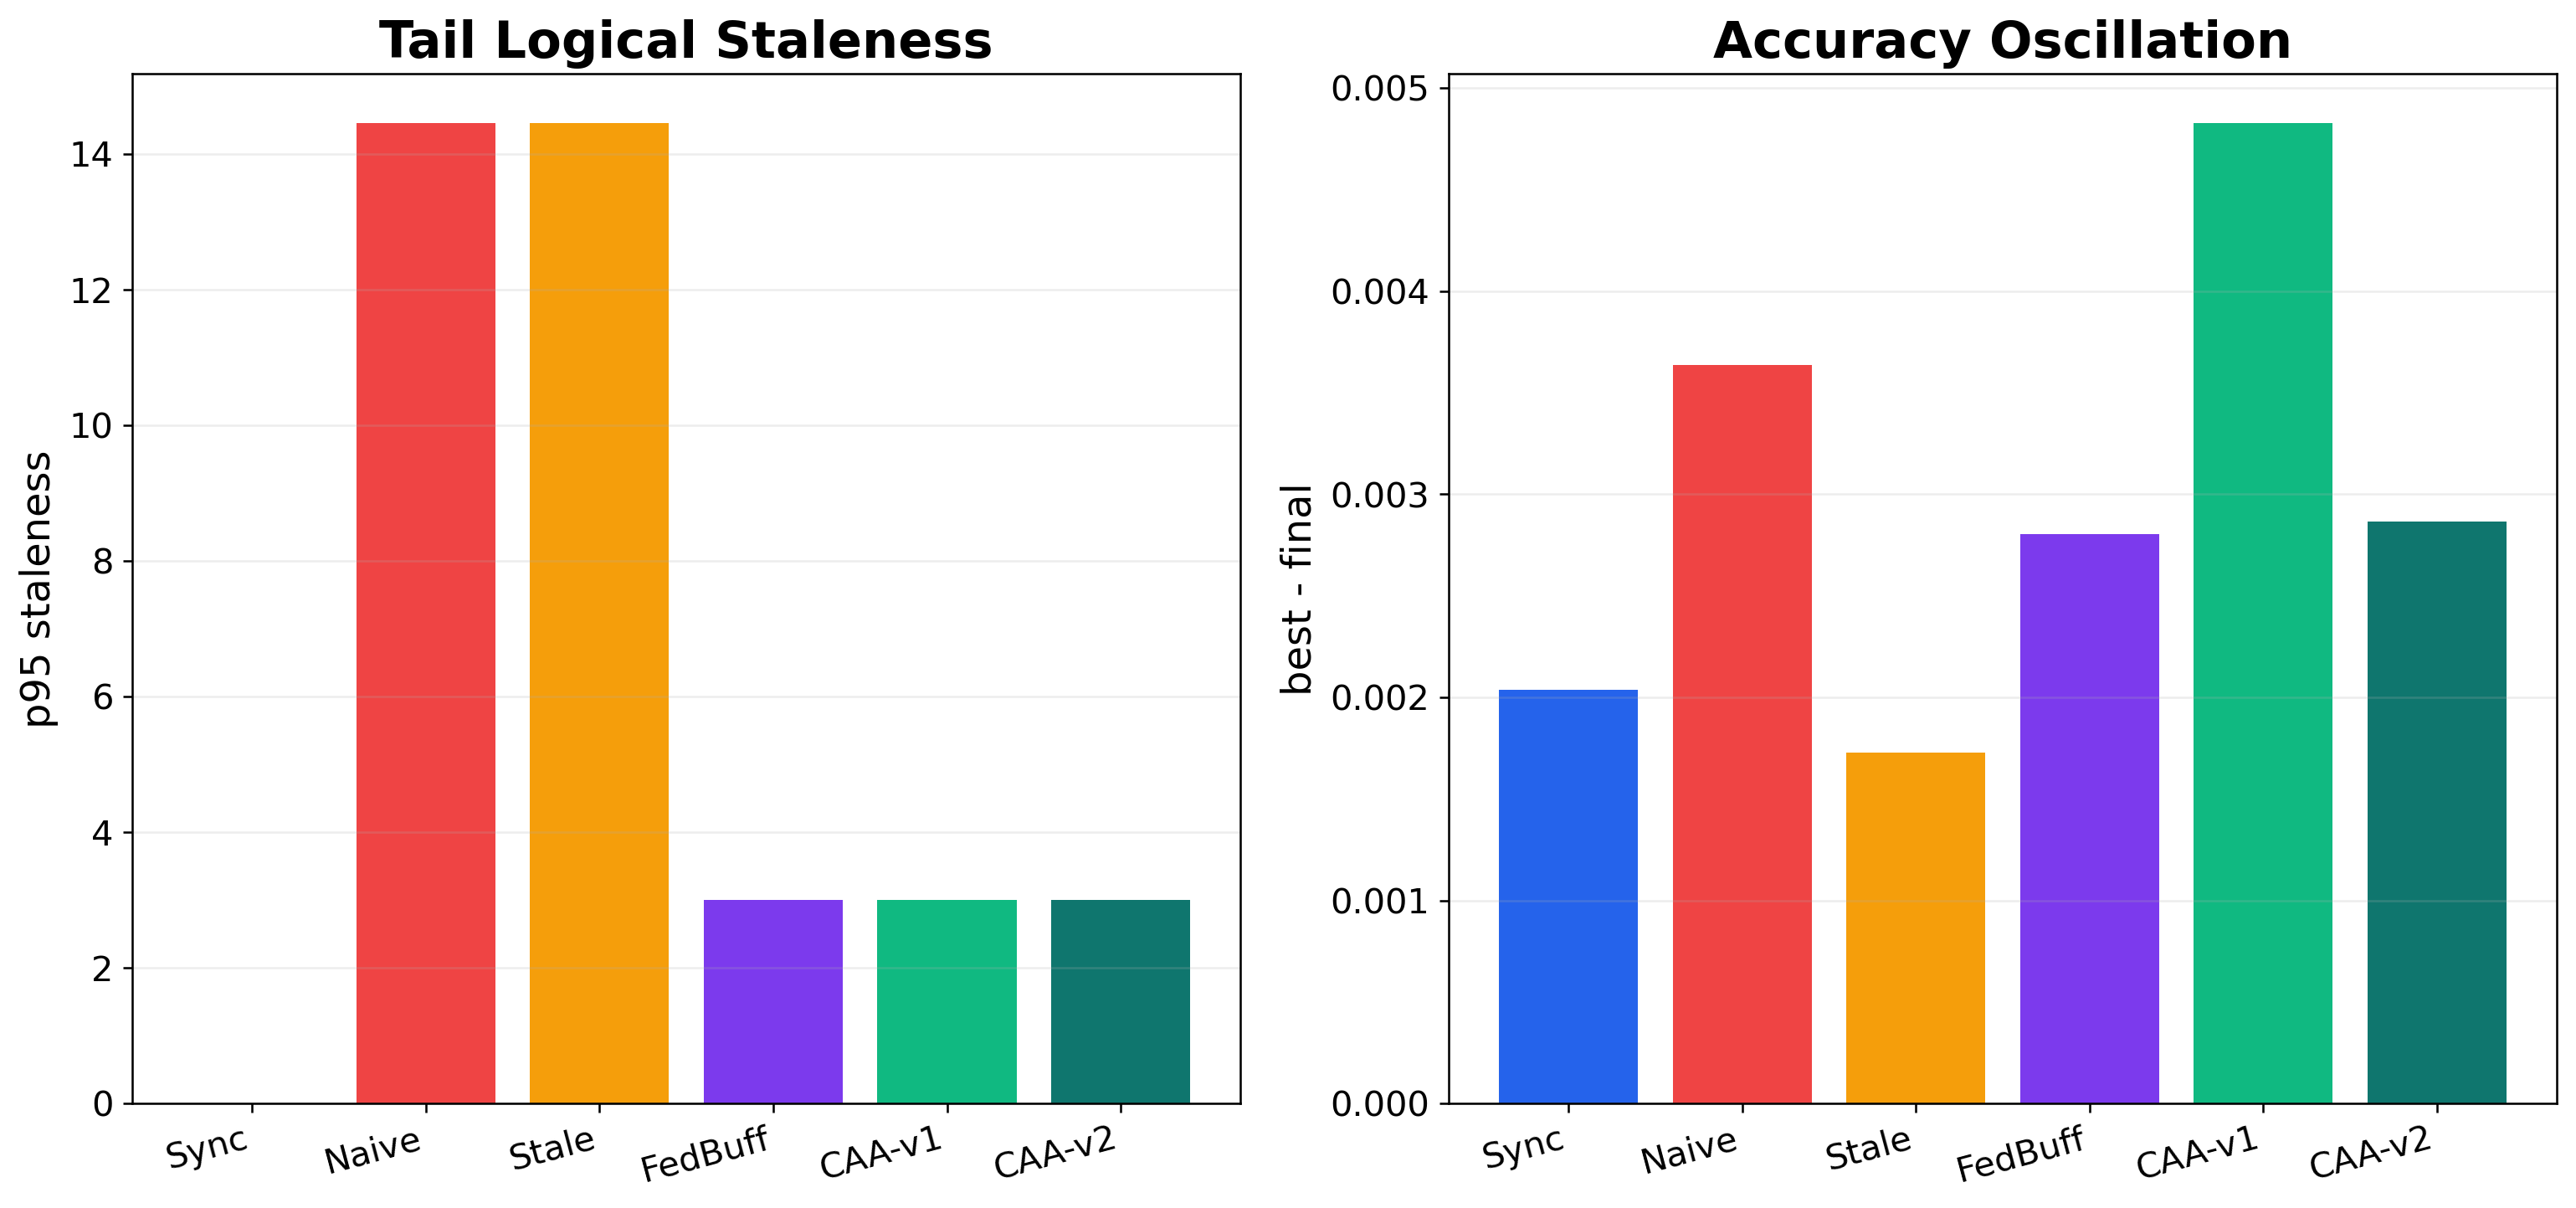 Tail Logical Staleness
p95 staleness
14
12
10
8
6
4
2
0
Sync
Naive
Stale
FedBuff
CAA-v1
CAA-v2
Accuracy Oscillation
best - final
0.005
0.004
0.003
0.002
0.001
0.000
Sync
Naive
Stale
FedBuff
CAA-v1
CAA-v2